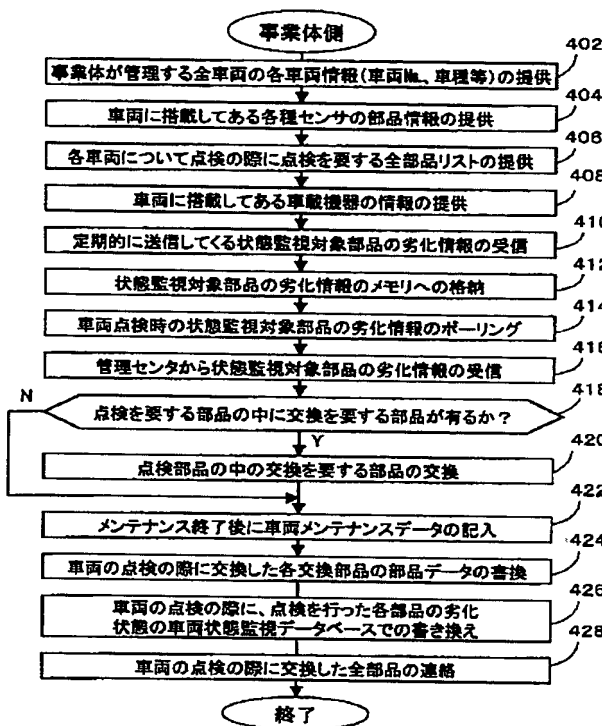 事業体側
402
事業体が管理する全車両の各車両情報(車両№、車種等)の提供
404
車両に搭載してある各種センサの部品情報の提供
406
各車両について点検の際に点検を要する全部品リストの提供
408
車両に搭載してある車載機器の情報の提供
410
定期的に送信してくる状態監視対象部品の劣化情報の受信
412
状態監視対象部品の劣化情報のメモリへの格納
414
車両点検時の状態監視対象部品の劣化情報のポーリング
416
管理センタから状態監視対象部品の劣化情報の受信
418
N
点検を要する部品の中に交換を要する部品が有るか?
Y
420
点検部品の中の交換を要する部品の交換
422
メンテナンス終了後に車両メンテナンスデータの記入
424
車両の点検の際に交換した各交換部品の部品データの書換
426
車両の点検の際に、点検を行った各部品の劣化
状態の車両状態監視データベースでの書き換え
428
車両の点検の際に交換した全部品の連絡
終了